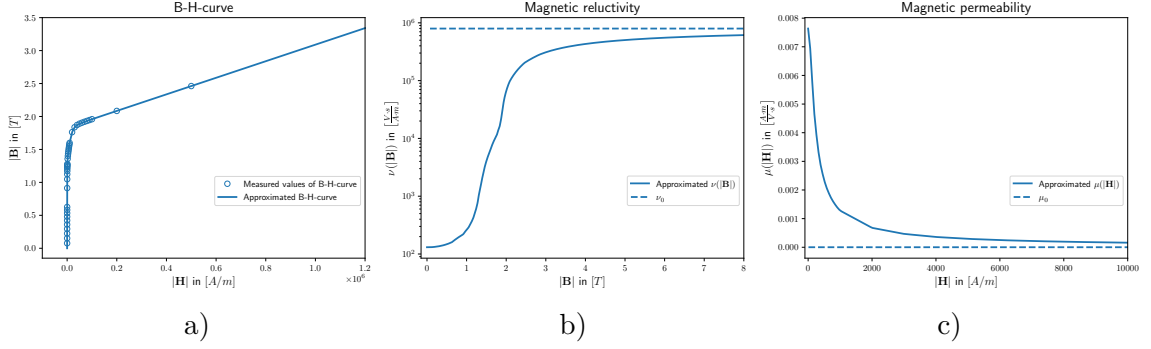 B-H-curve
3.5
3.0
2.5
2.0
1.5
1.0
0.5
0.0
|B| in [T]
Measured values of B-H-curve
Approximated B-H-curve
0.0 0.2 0.4 0.6 0.8 1.0 1.2
×10⁶
|H| in [A/m]
a)
Magnetic reluctivity
10⁶
10⁵
10⁴
10³
10²
ν(|B|) in [V·s/A·m]
Approximated ν(|B|)
ν₀
0 1 2 3 4 5 6 7 8
|B| in [T]
b)
Magnetic permeability
0.008
0.007
0.006
0.005
0.004
0.003
0.002
0.001
0.000
μ(|H|) in [A·m/V·s]
Approximated μ(|H|)
μ₀
0 2000 4000 6000 8000 10000
|H| in [A/m]
c)